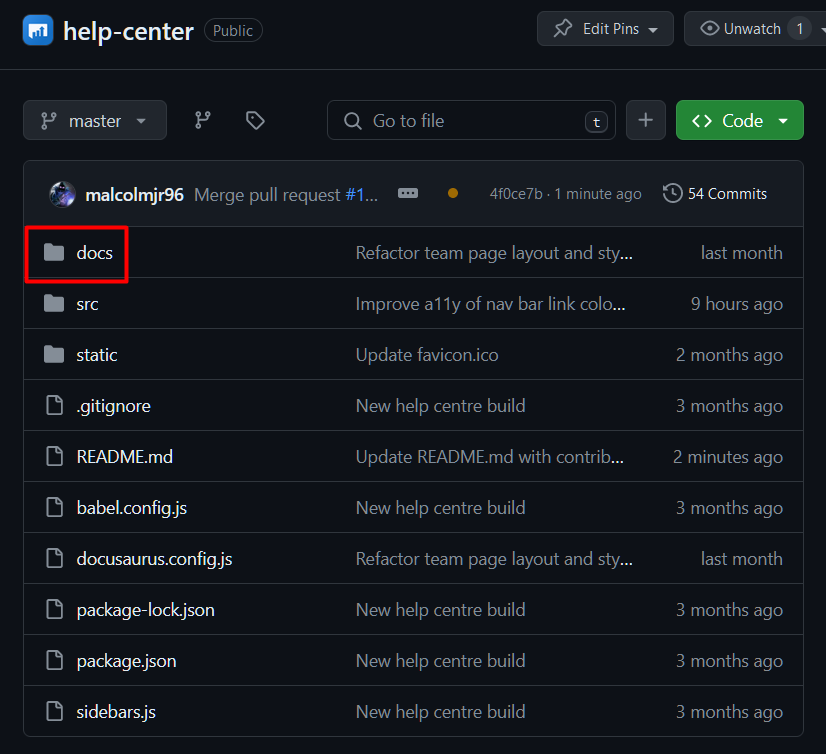 help-center Public Edit Pins Unwatch 1
master Go to file t Code
malcolmjr96 Merge pull request #1... 4f0ce7b · 1 minute ago 54 Commits
docs Refactor team page layout and sty... last month
src Improve a11y of nav bar link colo... 9 hours ago
static Update favicon.ico 2 months ago
.gitignore New help centre build 3 months ago
README.md Update README.md with contrib... 2 minutes ago
babel.config.js New help centre build 3 months ago
docusaurus.config.js Refactor team page layout and sty... last month
package-lock.json New help centre build 3 months ago
package.json New help centre build 3 months ago
sidebars.js New help centre build 3 months ago